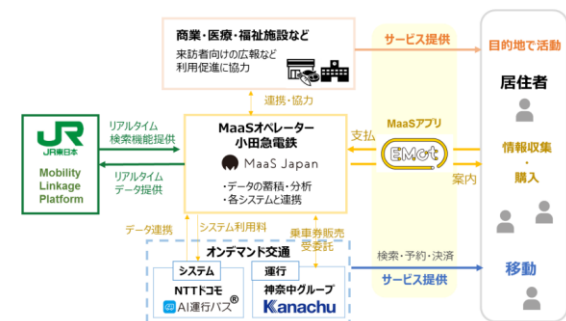 商業・医療・福祉施設など
来訪者向けの広報など
利用促進に協力
サービス提供
目的地で活動
連携・協力
居住者
JR
JR東日本
Mobility
Linkage
Platform
リアルタイム
検索機能提供
リアルタイム
データ提供
MaaSオペレーター
小田急電鉄
MaaS Japan
・データの蓄積・分析
・各システムと連携
支払
MaaSアプリ
EMot
案内
情報収集
・
購入
データ連携
システム利用料
乗車券販売
受委託
オンデマンド交通
システム
NTTドコモ
AI運行バス®
運行
神奈中グループ
Kanachu
検索・予約・決済
サービス提供
移動